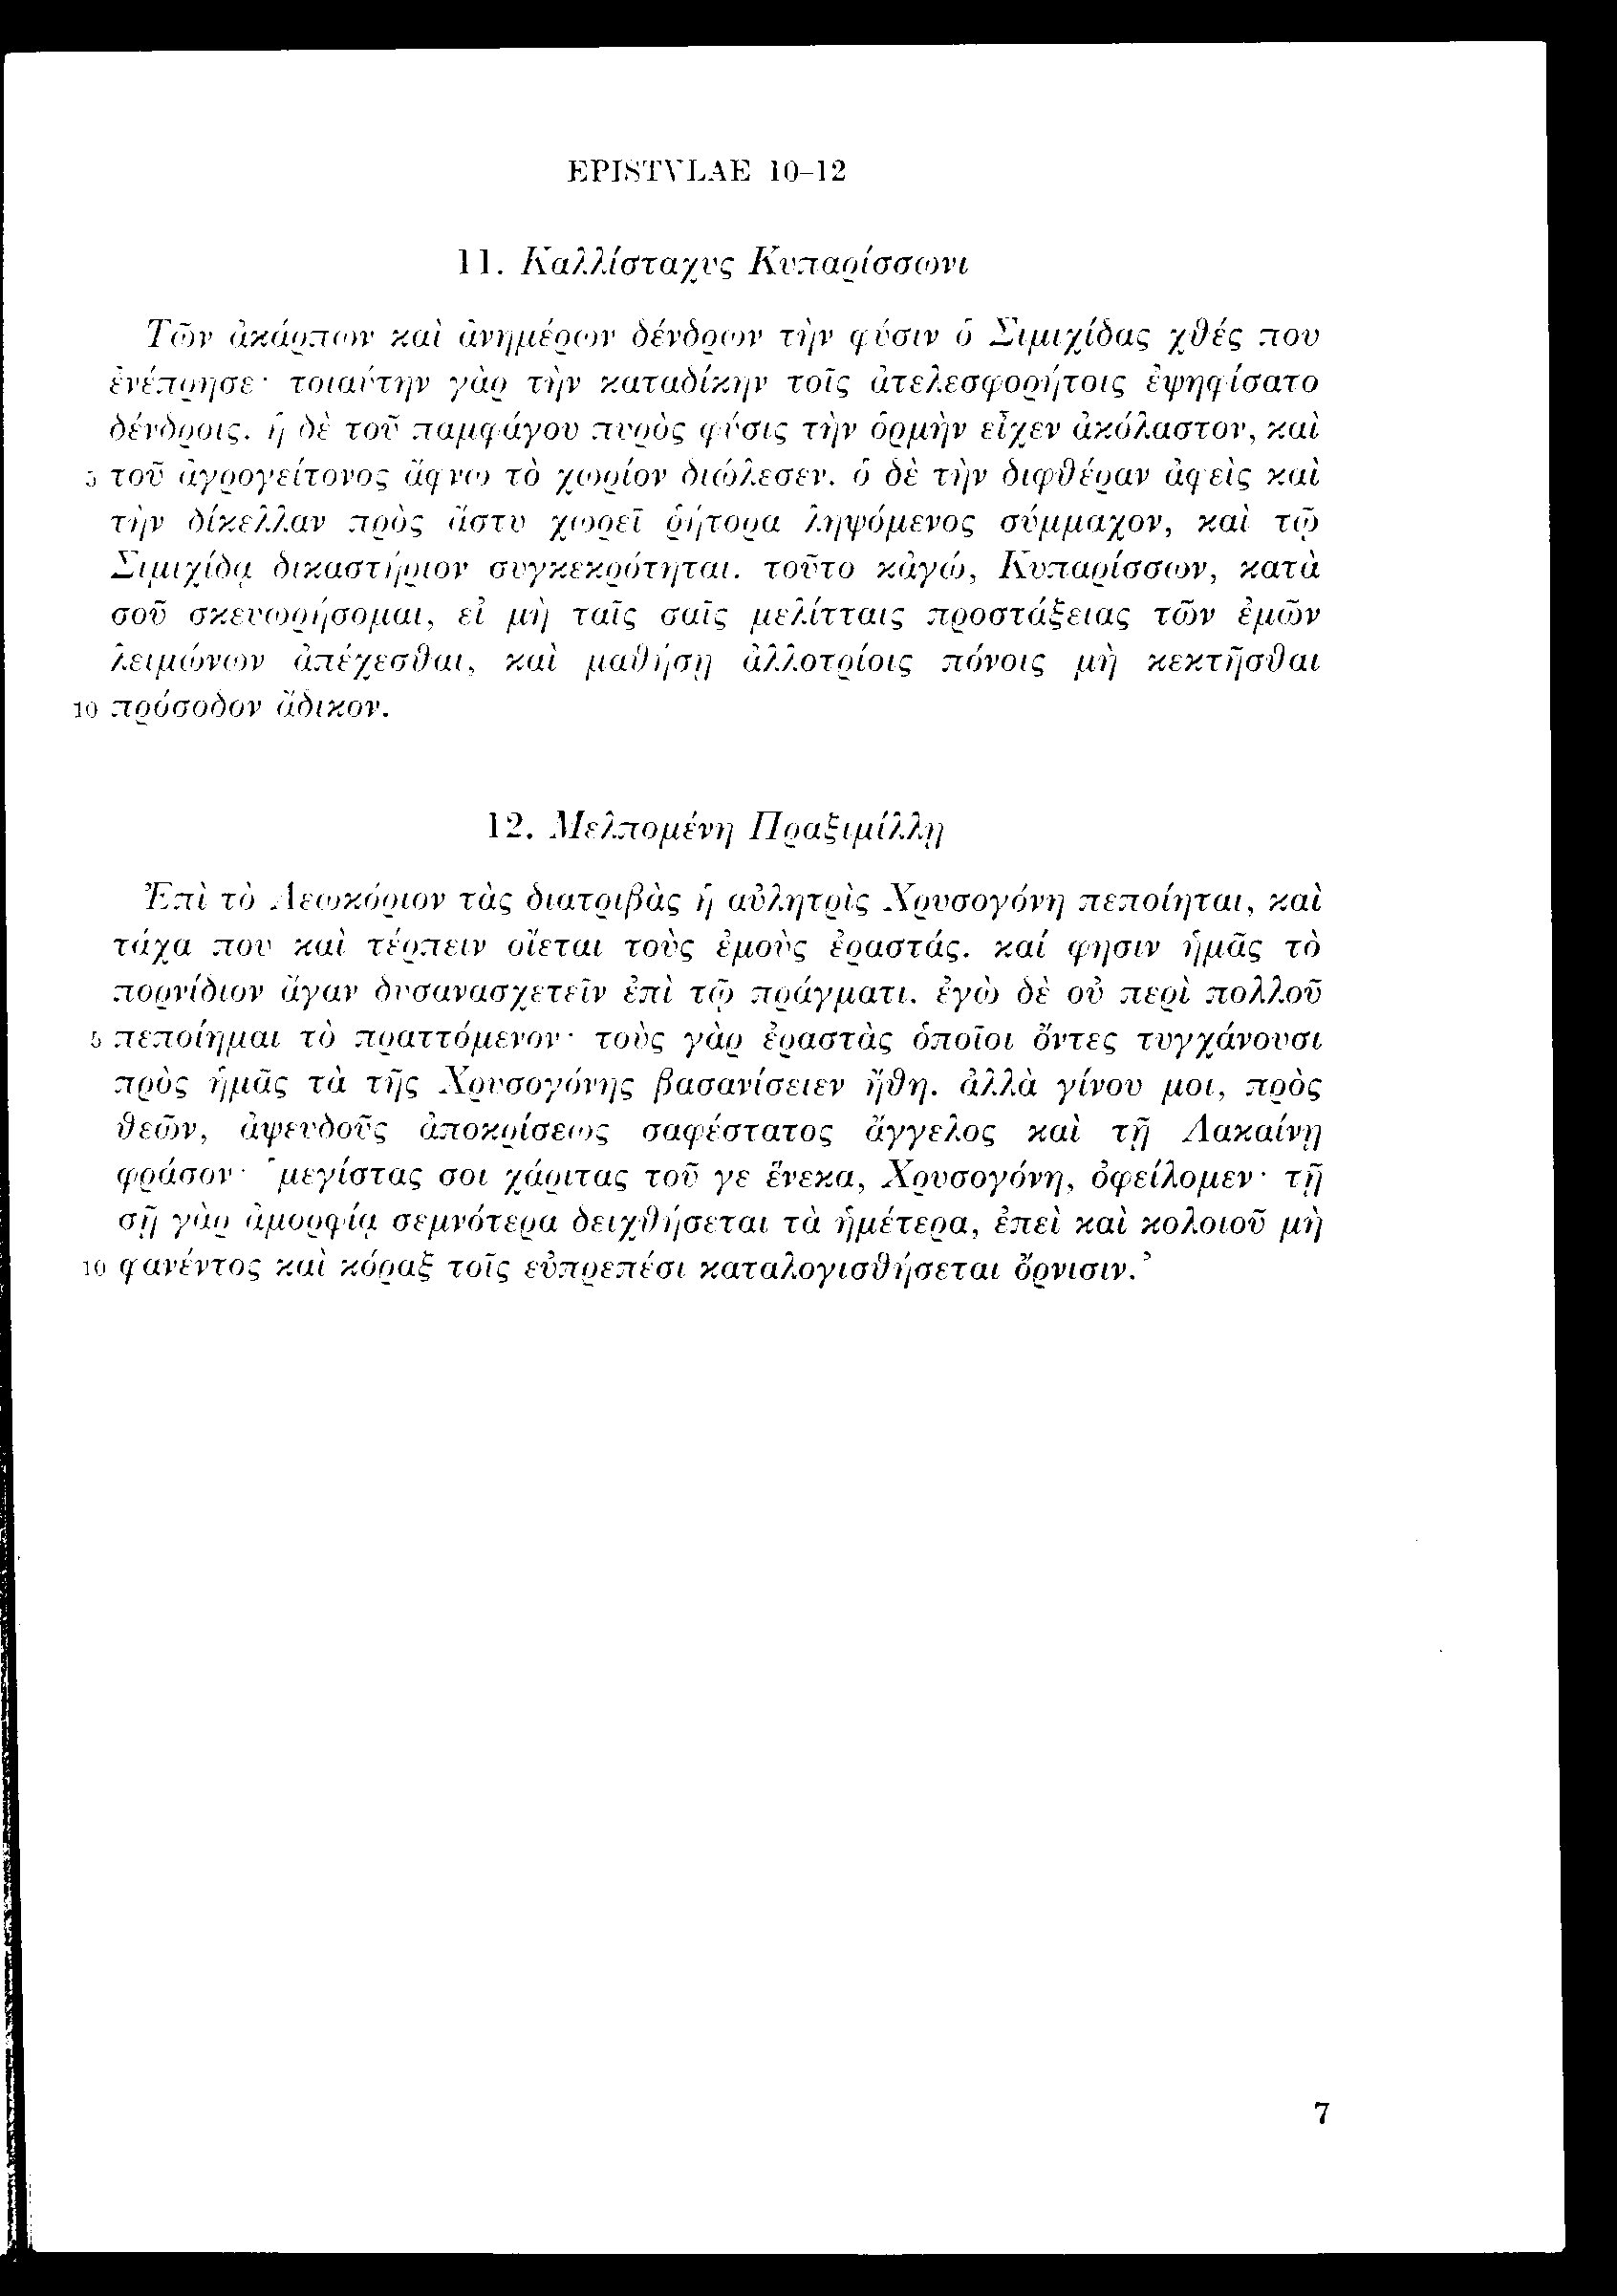 EPISTVLAE 10–12
11. Καλλίσταχυς Κυπαρίσσωνι
Τῶν ἀκάρπων καὶ ἀνημέρων δένδρων τὴν φύσιν ὁ Σιμιχίδας χθές που
ἐνέπρησε· τοιαύτην γὰρ τὴν καταδίκην τοῖς ἀτελεσφορήτοις ἐψηφίσατο
δένδροις. ἡ δὲ τοῦ παμφάγου πυρὸς φύσις τὴν ὁρμὴν εἶχεν ἀκόλαστον, καὶ
5 τοῦ ἀγρογείτονος ἄφνω τὸ χωρίον διώλεσεν. ὁ δὲ τὴν διφθέραν ἀφεὶς καὶ
τὴν δίκελλαν πρὸς ἄστυ χωρεῖ ῥήτορα ληψόμενος σύμμαχον, καὶ τῷ
Σιμιχίδᾳ δικαστήριον συγκεκρότηται. τοῦτο κἀγώ, Κυπαρίσσων, κατὰ
σοῦ σκευωρήσομαι, εἰ μὴ ταῖς σαῖς μελίτταις προστάξειας τῶν ἐμῶν
λειμώνων ἀπέχεσθαι, καὶ μαθήσῃ ἀλλοτρίοις πόνοις μὴ κεκτῆσθαι
10 πρόσοδον ἄδικον.
12. Μελπομένη Πραξιμίλλῃ
Ἐπὶ τὸ Λεωκόριον τὰς διατριβὰς ἡ αὐλητρὶς Χρυσογόνη πεποίηται, καὶ
τάχα που καὶ τέρπειν οἴεται τοὺς ἐμοὺς ἐραστάς. καί φησιν ἡμᾶς τὸ
πορνίδιον ἄγαν δυσανασχετεῖν ἐπὶ τῷ πράγματι. ἐγὼ δὲ οὐ περὶ πολλοῦ
5 πεποίημαι τὸ πραττόμενον· τοὺς γὰρ ἐραστὰς ὁποῖοι ὄντες τυγχάνουσι
πρὸς ἡμᾶς τὰ τῆς Χρυσογόνης βασανίσειεν ἤθη. ἀλλὰ γίνου μοι, πρὸς
θεῶν, ἀψευδοῦς ἀποκρίσεως σαφέστατος ἄγγελος καὶ τῇ Λακαίνῃ
φράσον· ‘μεγίστας σοι χάριτας τοῦ γε ἕνεκα, Χρυσογόνη, ὀφείλομεν· τῇ
σῇ γὰρ ἀμορφίᾳ σεμνότερα δειχθήσεται τὰ ἡμέτερα, ἐπεὶ καὶ κολοιοῦ μὴ
10 φανέντος καὶ κόραξ τοῖς εὐπρεπέσι καταλογισθήσεται ὄρνισιν.’
7